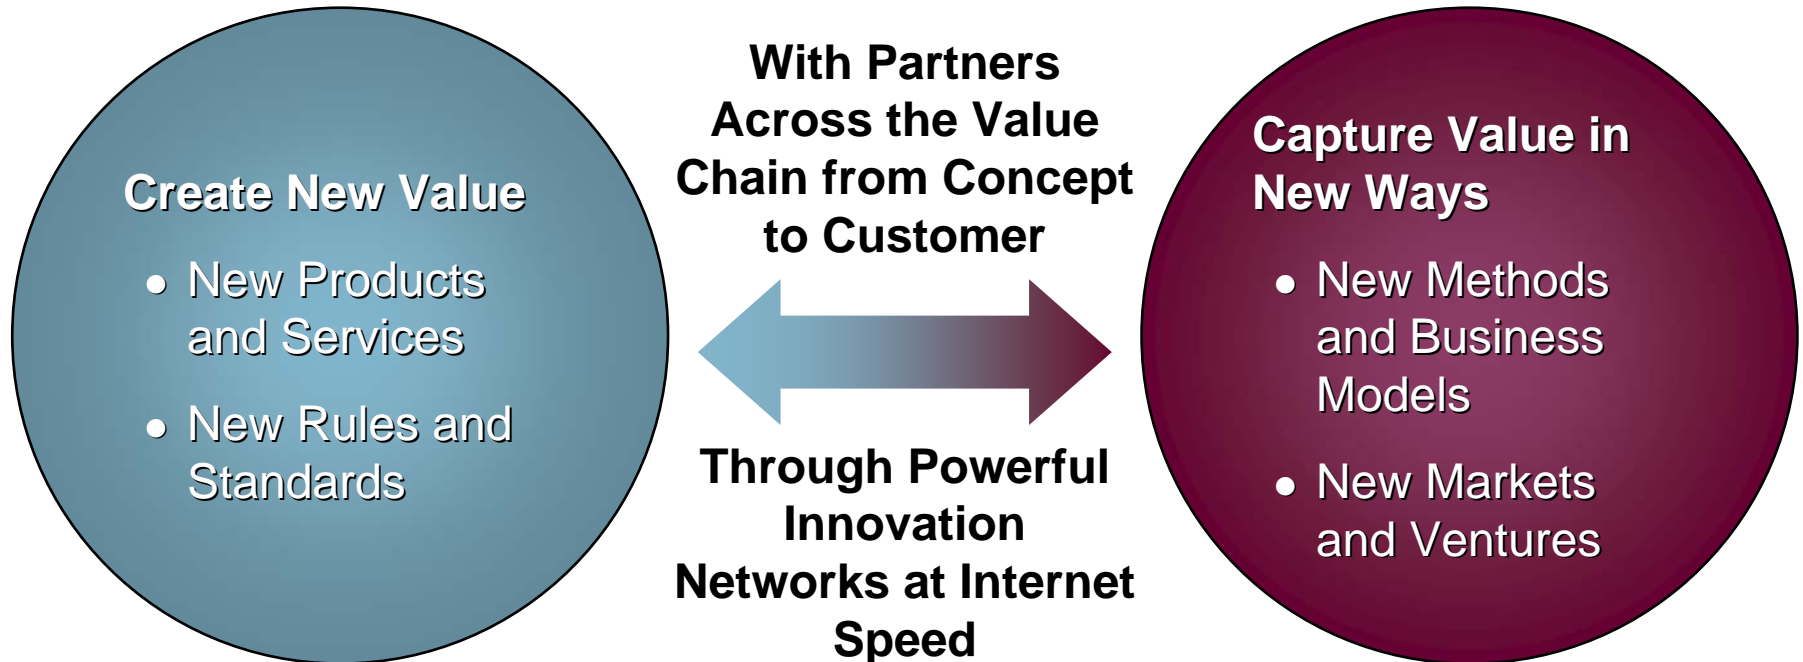 Create New Value
● New Products
and Services
● New Rules and
Standards
With Partners
Across the Value
Chain from Concept
to Customer
Through Powerful
Innovation
Networks at Internet
Speed
Capture Value in
New Ways
● New Methods
and Business
Models
● New Markets
and Ventures